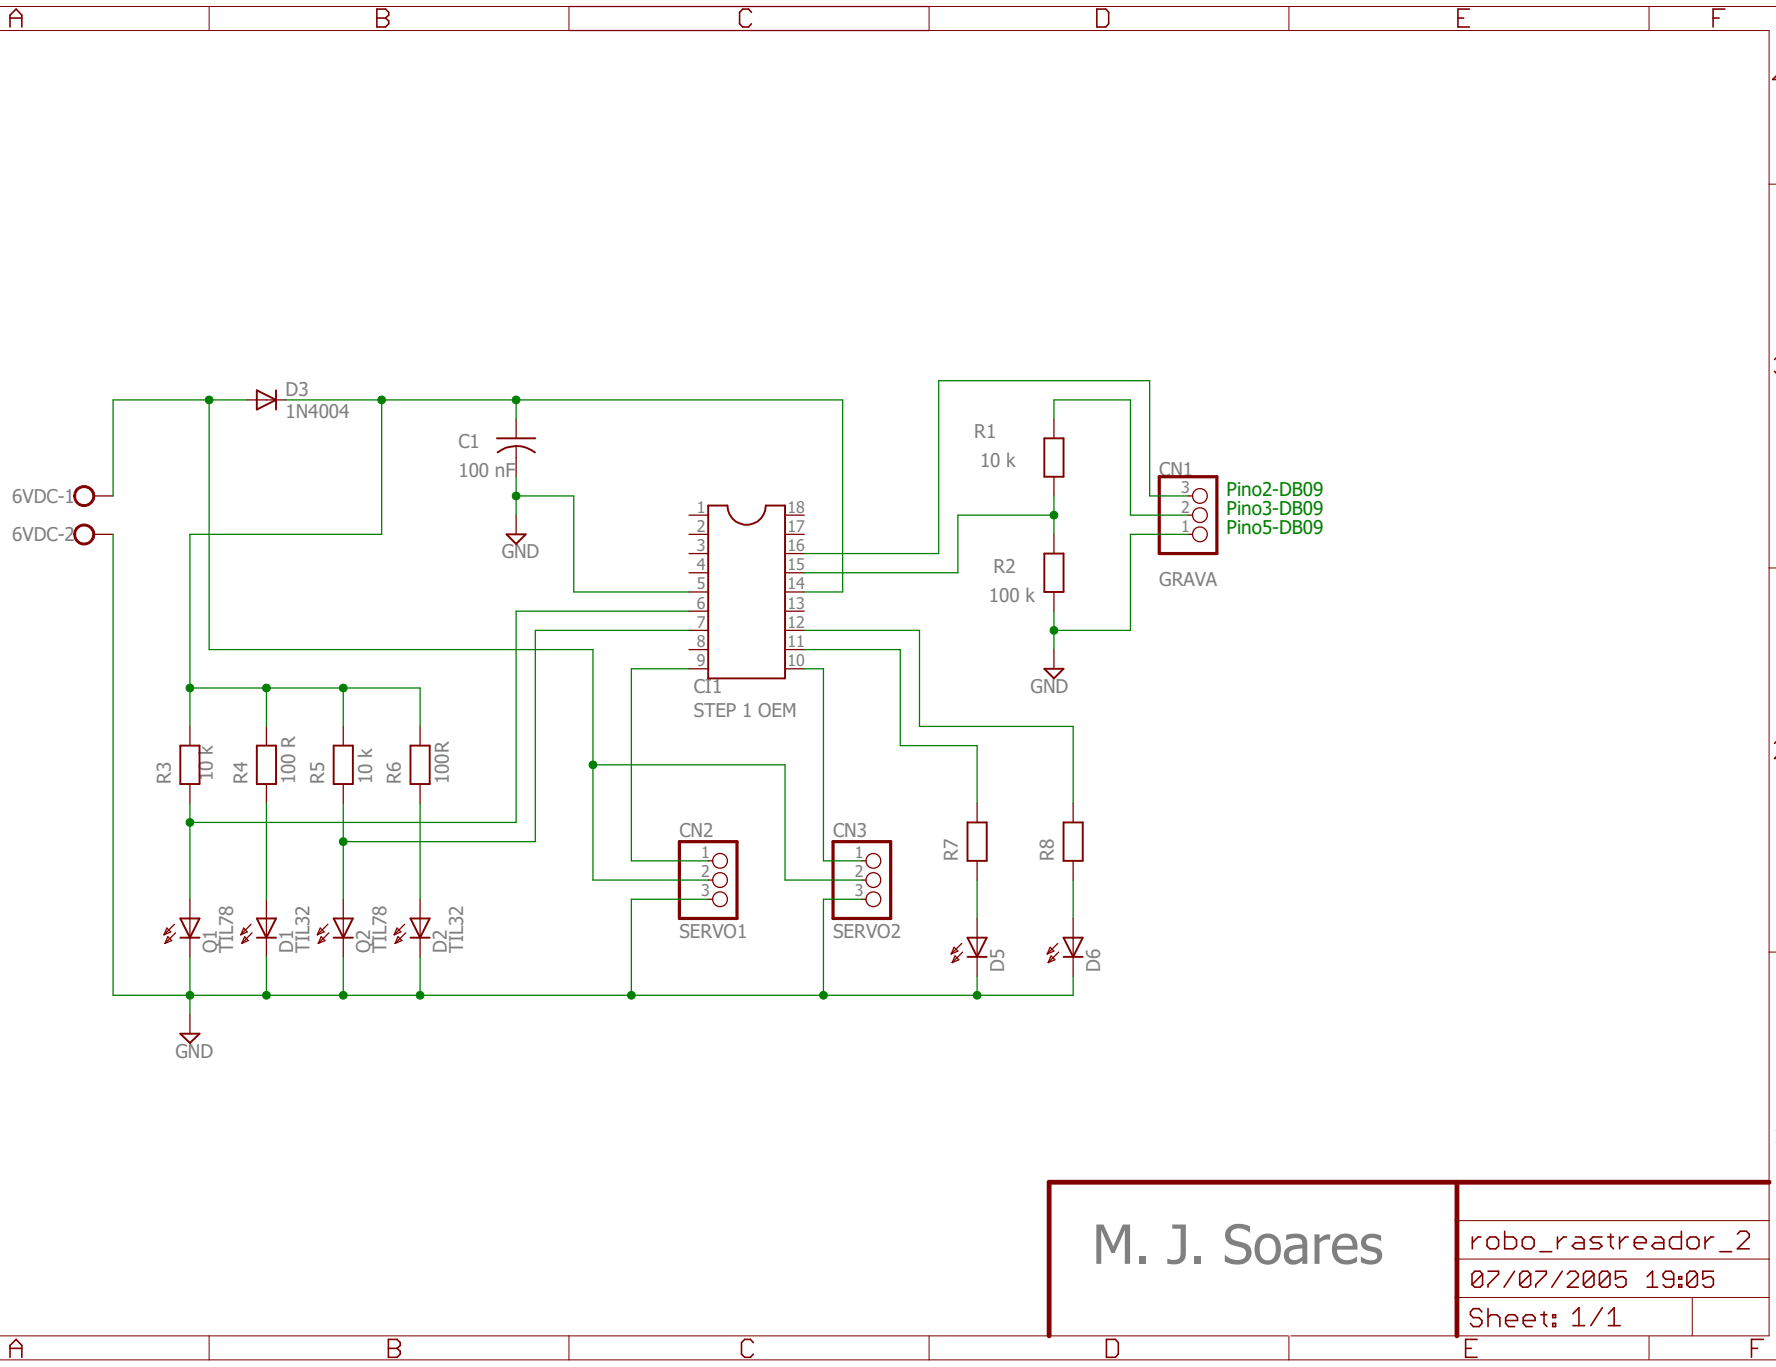 A B C D E F
D3
1N4004
C1
100 nF
GND
6VDC-1
6VDC-2
R1
10 k
R2
100 k
GND
CN1
3
2
1
Pino2-DB09
Pino3-DB09
Pino5-DB09
GRAVA
1 18
2 17
3 16
4 15
5 14
6 13
7 12
8 11
9 10
CI1
STEP 1 OEM
R3
10 k
R4
100 R
R5
10 k
R6
100R
CN2
1
2
3
SERVO1
CN3
1
2
3
SERVO2
R7
R8
Q1
TIL78
D1
TIL32
Q2
TIL78
D2
TIL32
D5
D6
GND
M. J. Soares
robo_rastreador_2
07/07/2005 19:05
Sheet: 1/1
A B C D E F